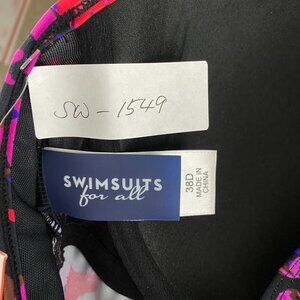 SW-1549
SWIMSUITS
for all
38D
MADE IN
CHINA